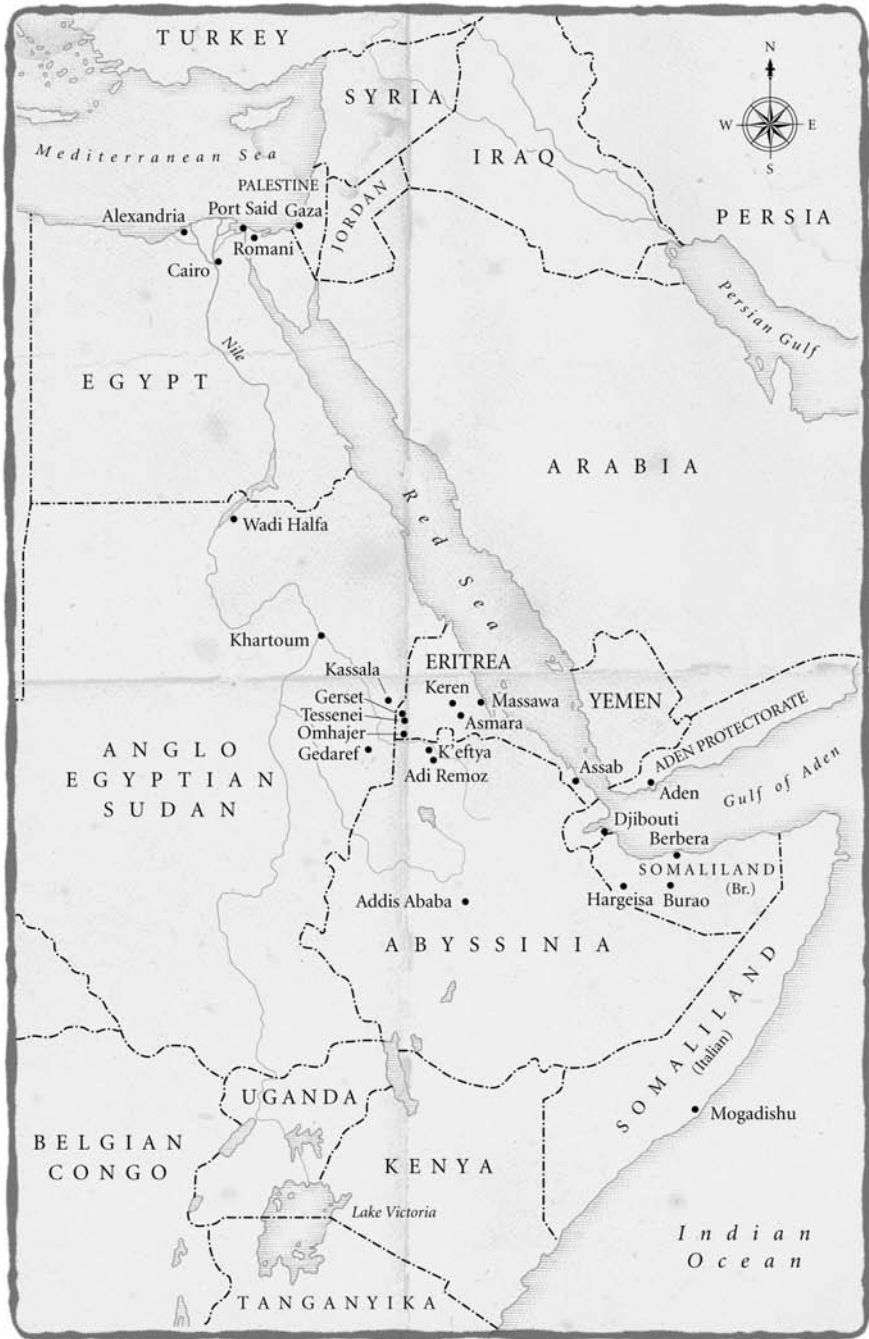 TURKEY
N
W
E
S
SYRIA
IRAQ
Mediterranean Sea
PALESTINE
JORDAN
PERSIA
Alexandria
Port Said
Gaza
Romani
Cairo
Persian Gulf
Nile
EGYPT
ARABIA
Red Sea
Wadi Halfa
Khartoum
Kassala
ERITREA
Gerset
Keren
Massawa
YEMEN
Tessenei
Asmara
Omhajer
ANGLO
EGYPTIAN
SUDAN
Gedaref
K'eftya
Adi Remoz
Assab
ADEN PROTECTORATE
Aden
Gulf of Aden
Djibouti
Berbera
SOMALILAND
(Br.)
Hargeisa
Burao
Addis Ababa
ABYSSINIA
SOMALILAND
(Italian)
UGANDA
Mogadishu
BELGIAN
CONGO
KENYA
Lake Victoria
Indian
Ocean
TANGANYIKA